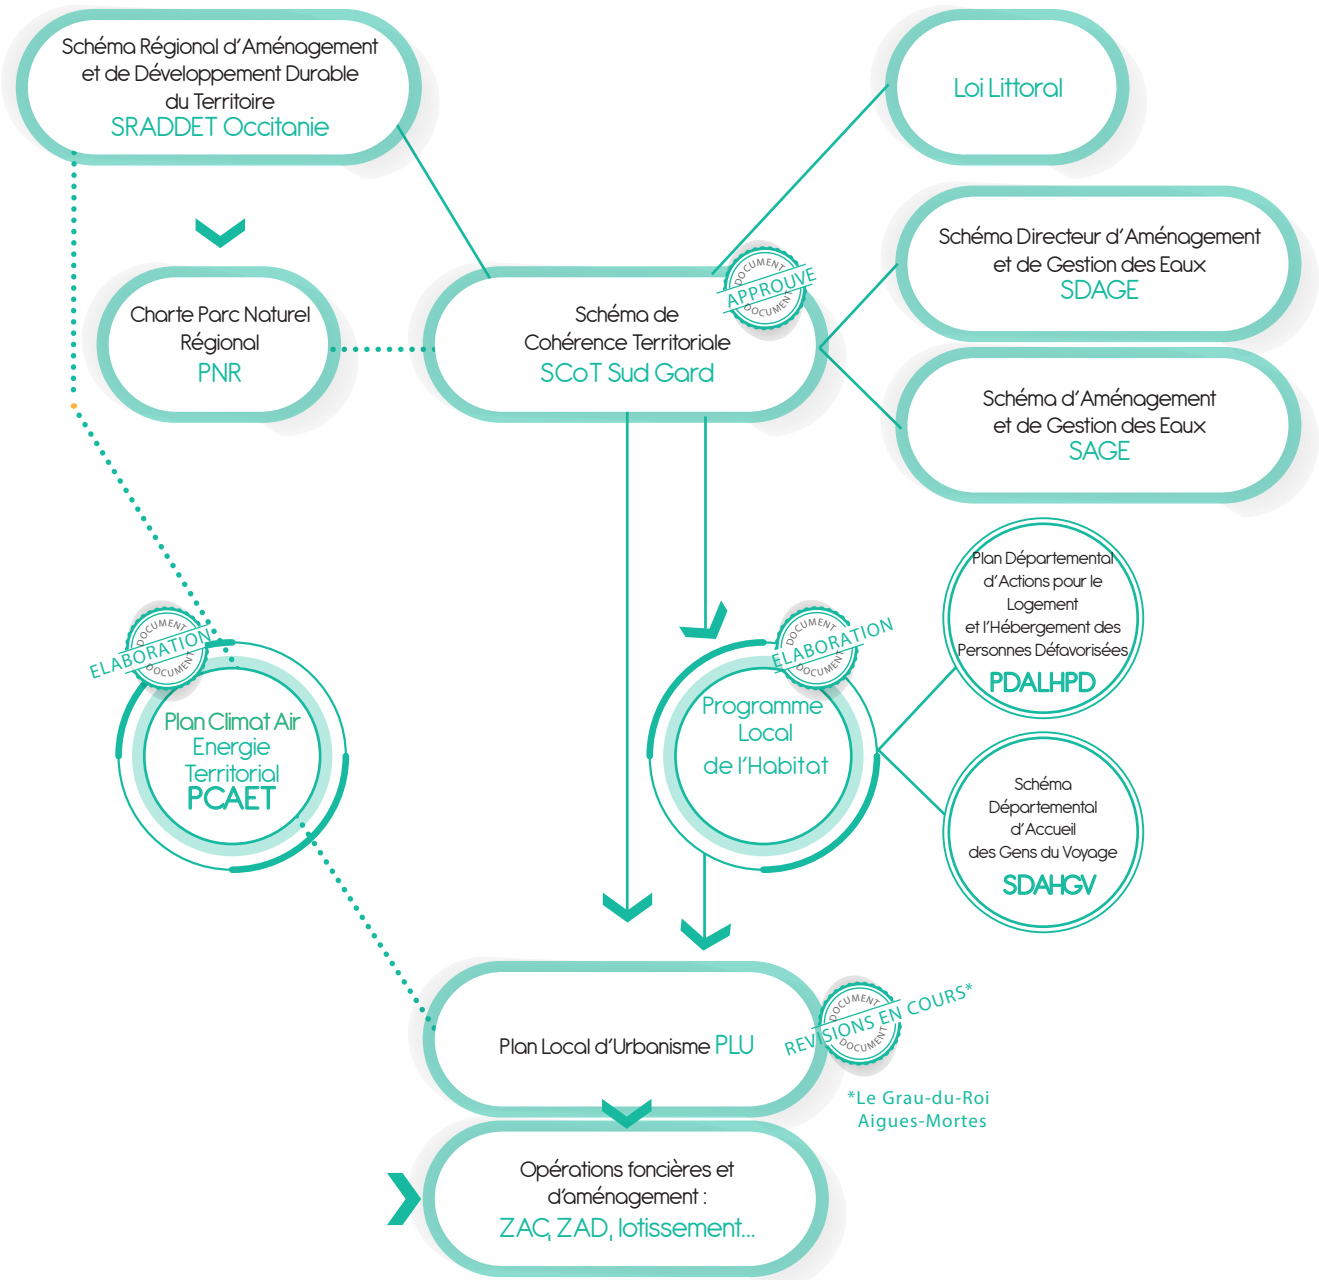 Schéma Régional d'Aménagement
et de Développement Durable
du Territoire
SRADDET Occitanie
Loi Littoral
Schéma Directeur d'Aménagement
et de Gestion des Eaux
SDAGE
Charte Parc Naturel
Régional
PNR
Schéma de
Cohérence Territoriale
SCoT Sud Gard
DOCUMENT
APPROUVE
DOCUMENT
Schéma d'Aménagement
et de Gestion des Eaux
SAGE
Plan Départemental
d'Actions pour le
Logement
et l'Hébergement des
Personnes Défavorisées
PDALHPD
DOCUMENT
ELABORATION
DOCUMENT
Plan Climat Air
Energie
Territorial
PCAET
DOCUMENT
ELABORATION
DOCUMENT
Programme
Local
de l'Habitat
Schéma
Départemental
d'Accueil
des Gens du Voyage
SDAHGV
Plan Local d'Urbanisme PLU
DOCUMENT
REVISIONS EN COURS*
DOCUMENT
*Le Grau-du-Roi
Aigues-Mortes
Opérations foncières et
d'aménagement :
ZAC, ZAD, lotissement...